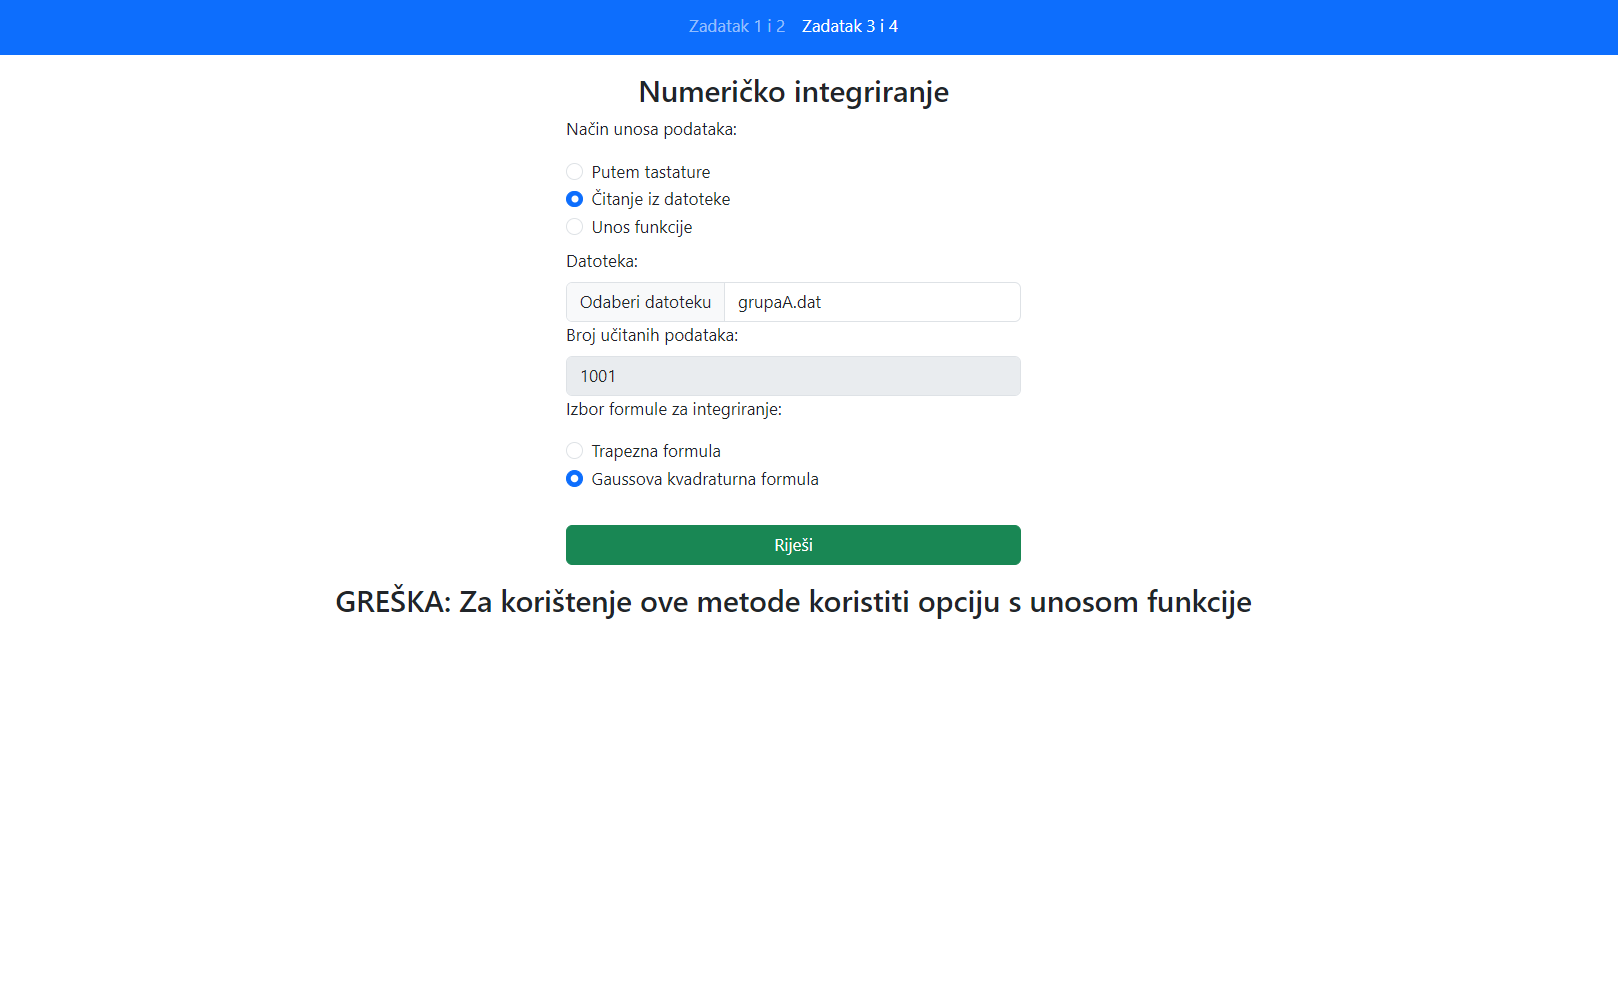 Zadatak 1 i 2 Zadatak 3 i 4
Numeričko integriranje
Način unosa podataka:
Putem tastature
Čitanje iz datoteke
Unos funkcije
Datoteka:
Odaberi datoteku grupaA.dat
Broj učitanih podataka:
1001
Izbor formule za integriranje:
Trapezna formula
Gaussova kvadraturna formula
Riješi
GREŠKA: Za korištenje ove metode koristiti opciju s unosom funkcije